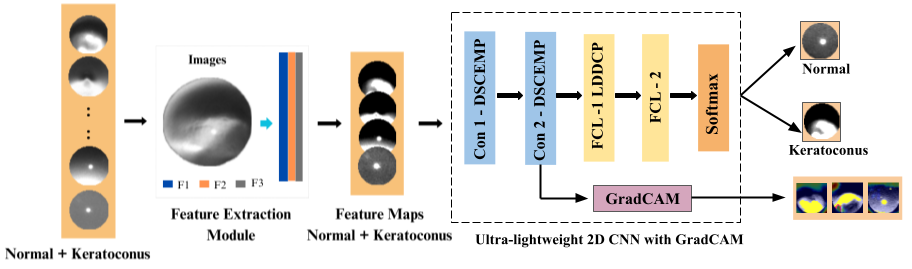 Normal + Keratoconus
Images
F1
F2
F3
Feature Extraction
Module
Feature Maps
Normal + Keratoconus
Con 1 - DSCEMP
Con 2 - DSCEMP
FCL -1 LDDCP
FCL - 2
Softmax
GradCAM
Ultra-lightweight 2D CNN with GradCAM
Normal
Keratoconus